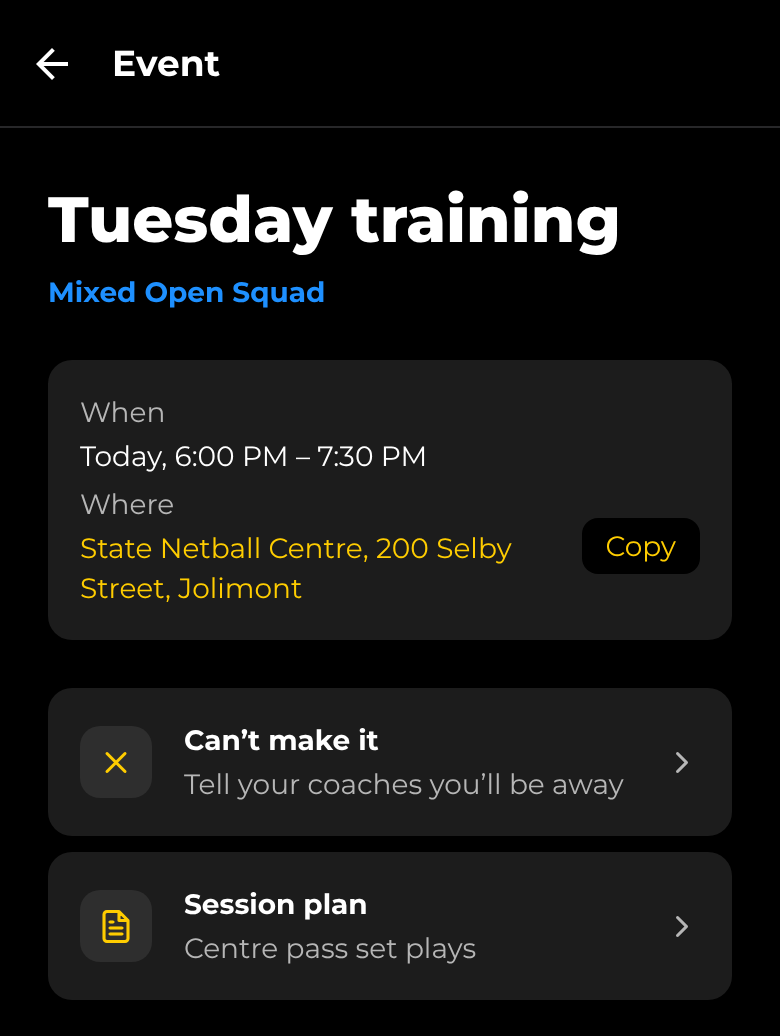 Event
Tuesday training
Mixed Open Squad
When
Today, 6:00 PM – 7:30 PM
Where
State Netball Centre, 200 Selby
Street, Jolimont
Copy
Can’t make it
Tell your coaches you’ll be away
Session plan
Centre pass set plays